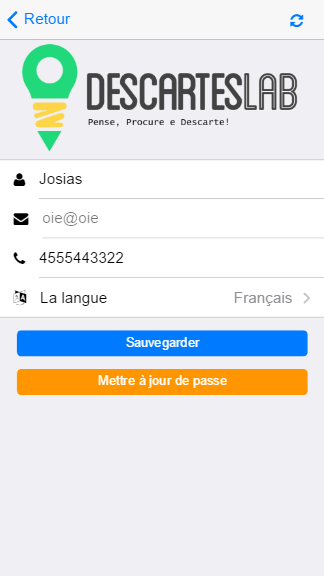 Retour
DESCARTESLAB
Pense, Procure e Descarte!
Josias
oie@oie
4555443322
La langue Français
Sauvegarder
Mettre à jour de passe